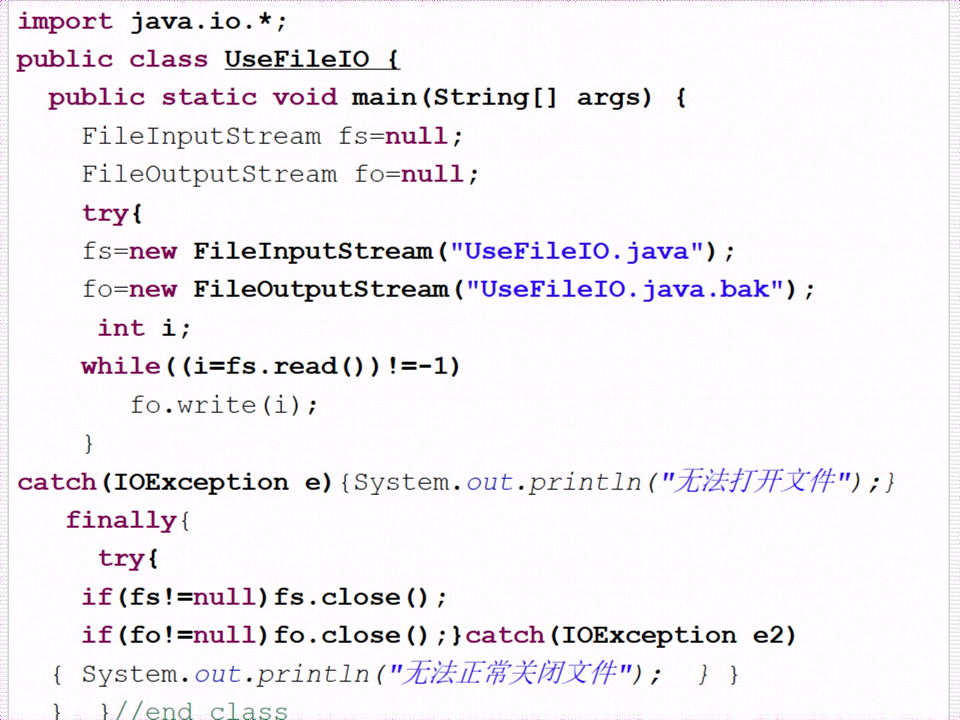 import java.io.*;
public class UseFileIO {
public static void main(String[] args) {
FileInputStream fs=null;
FileOutputStream fo=null;
try{
fs=new FileInputStream("UseFileIO.java");
fo=new FileOutputStream("UseFileIO.java.bak");
int i;
while((i=fs.read())!=-1)
fo.write(i);
}
catch(IOException e){System.out.println("无法打开文件");}
finally{
try{
if(fs!=null)fs.close();
if(fo!=null)fo.close();}catch(IOException e2)
{ System.out.println("无法正常关闭文件"); } }
} }//end class